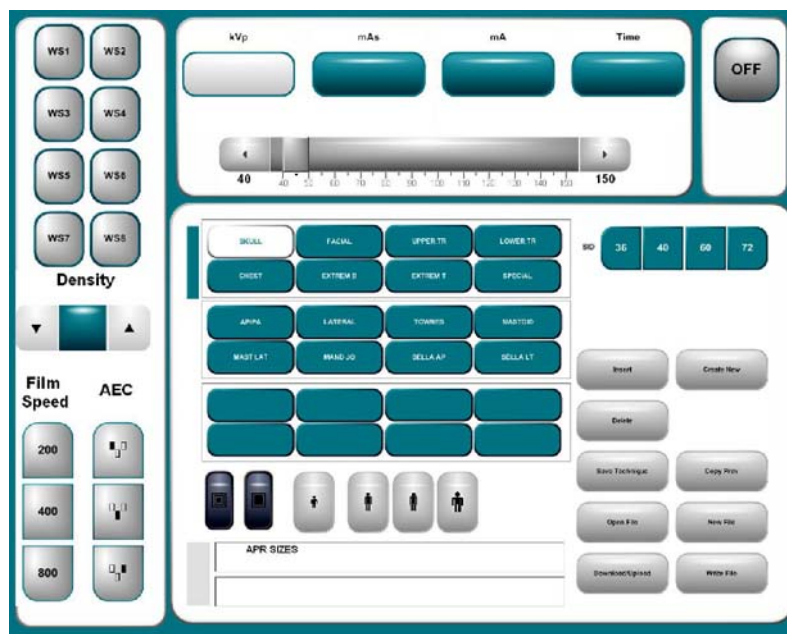 WS1 WS2
WS3 WS4
WS5 WS6
WS7 WS8
Density
Film Speed
AEC
200
400
800
kVp mAs mA Time
OFF
40 150
40 50 60 70 80 90 100 110 120 130 140 150
SKULL FACIAL UPPER TR LOWER TR
CHEST EXTREM B EXTREM T SPECIAL
AP/PA LATERAL TOWNES MASTOID
MAST LAT MAND JO SELLA AP SELLA LT
SID 36 40 60 72
Insert Create New
Delete
Save Technique Copy Prev
Open File New File
Download/Upload Write File
APR SIZES